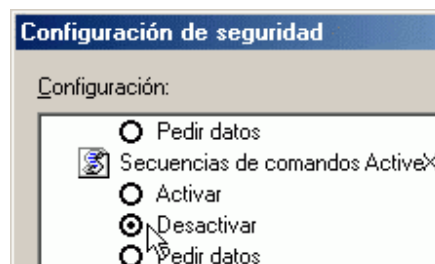 Configuración de seguridad
Configuración:
Pedir datos
Secuencias de comandos ActiveX
Activar
Desactivar
Pedir datos